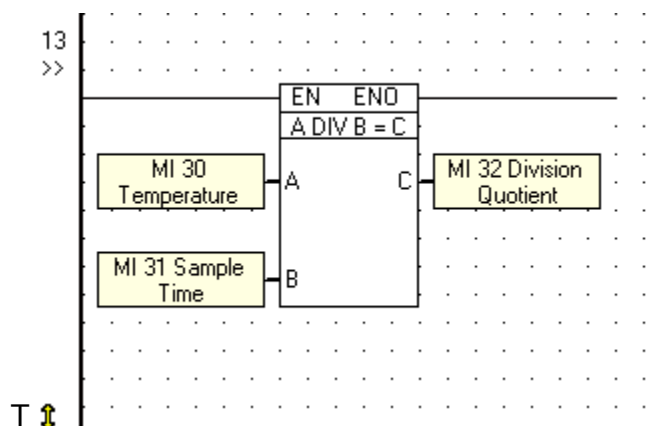 13
>>
EN ENO
A DIV B = C
MI 30
Temperature
A
C
MI 32 Division
Quotient
MI 31 Sample
Time
B
T